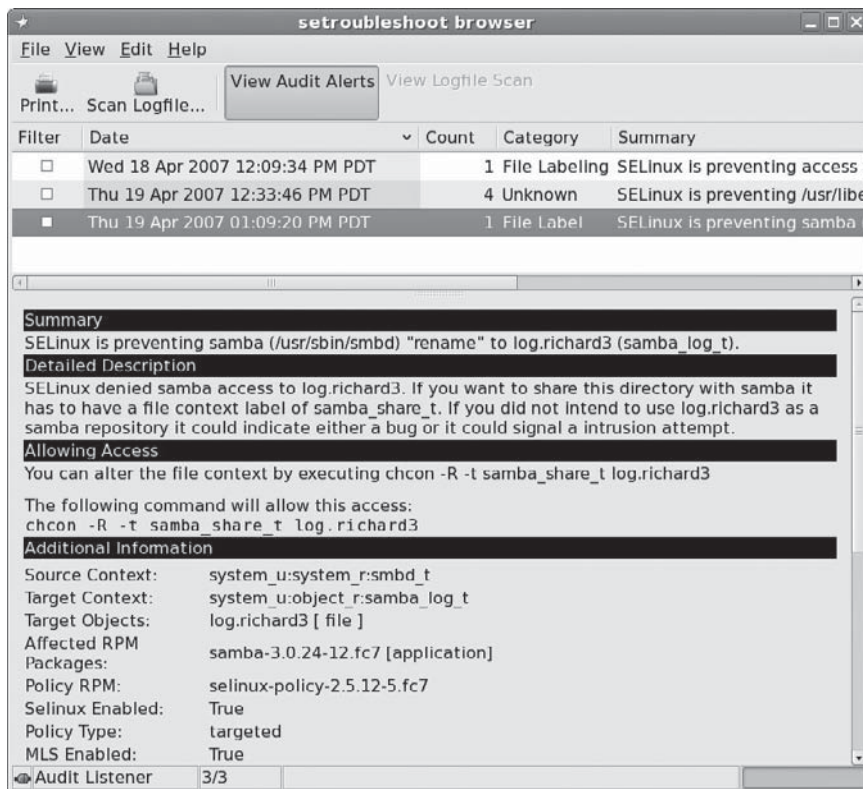 setroubleshoot browser
File View Edit Help
Print... Scan Logfile... View Audit Alerts View Logfile Scan
Filter Date Count Category Summary
Wed 18 Apr 2007 12:09:34 PM PDT 1 File Labeling SELinux is preventing access
Thu 19 Apr 2007 12:33:46 PM PDT 4 Unknown SELinux is preventing /usr/libe
Thu 19 Apr 2007 01:09:20 PM PDT 1 File Label SELinux is preventing samba
Summary
SELinux is preventing samba (/usr/sbin/smbd) "rename" to log.richard3 (samba_log_t).
Detailed Description
SELinux denied samba access to log.richard3. If you want to share this directory with samba it
has to have a file context label of samba_share_t. If you did not intend to use log.richard3 as a
samba repository it could indicate either a bug or it could signal a intrusion attempt.
Allowing Access
You can alter the file context by executing chcon -R -t samba_share_t log.richard3
The following command will allow this access:
chcon -R -t samba_share_t log.richard3
Additional Information
Source Context: system_u:system_r:smbd_t
Target Context: system_u:object_r:samba_log_t
Target Objects: log.richard3 [ file ]
Affected RPM
Packages: samba-3.0.24-12.fc7 [application]
Policy RPM: selinux-policy-2.5.12-5.fc7
Selinux Enabled: True
Policy Type: targeted
MLS Enabled: True
Audit Listener 3/3